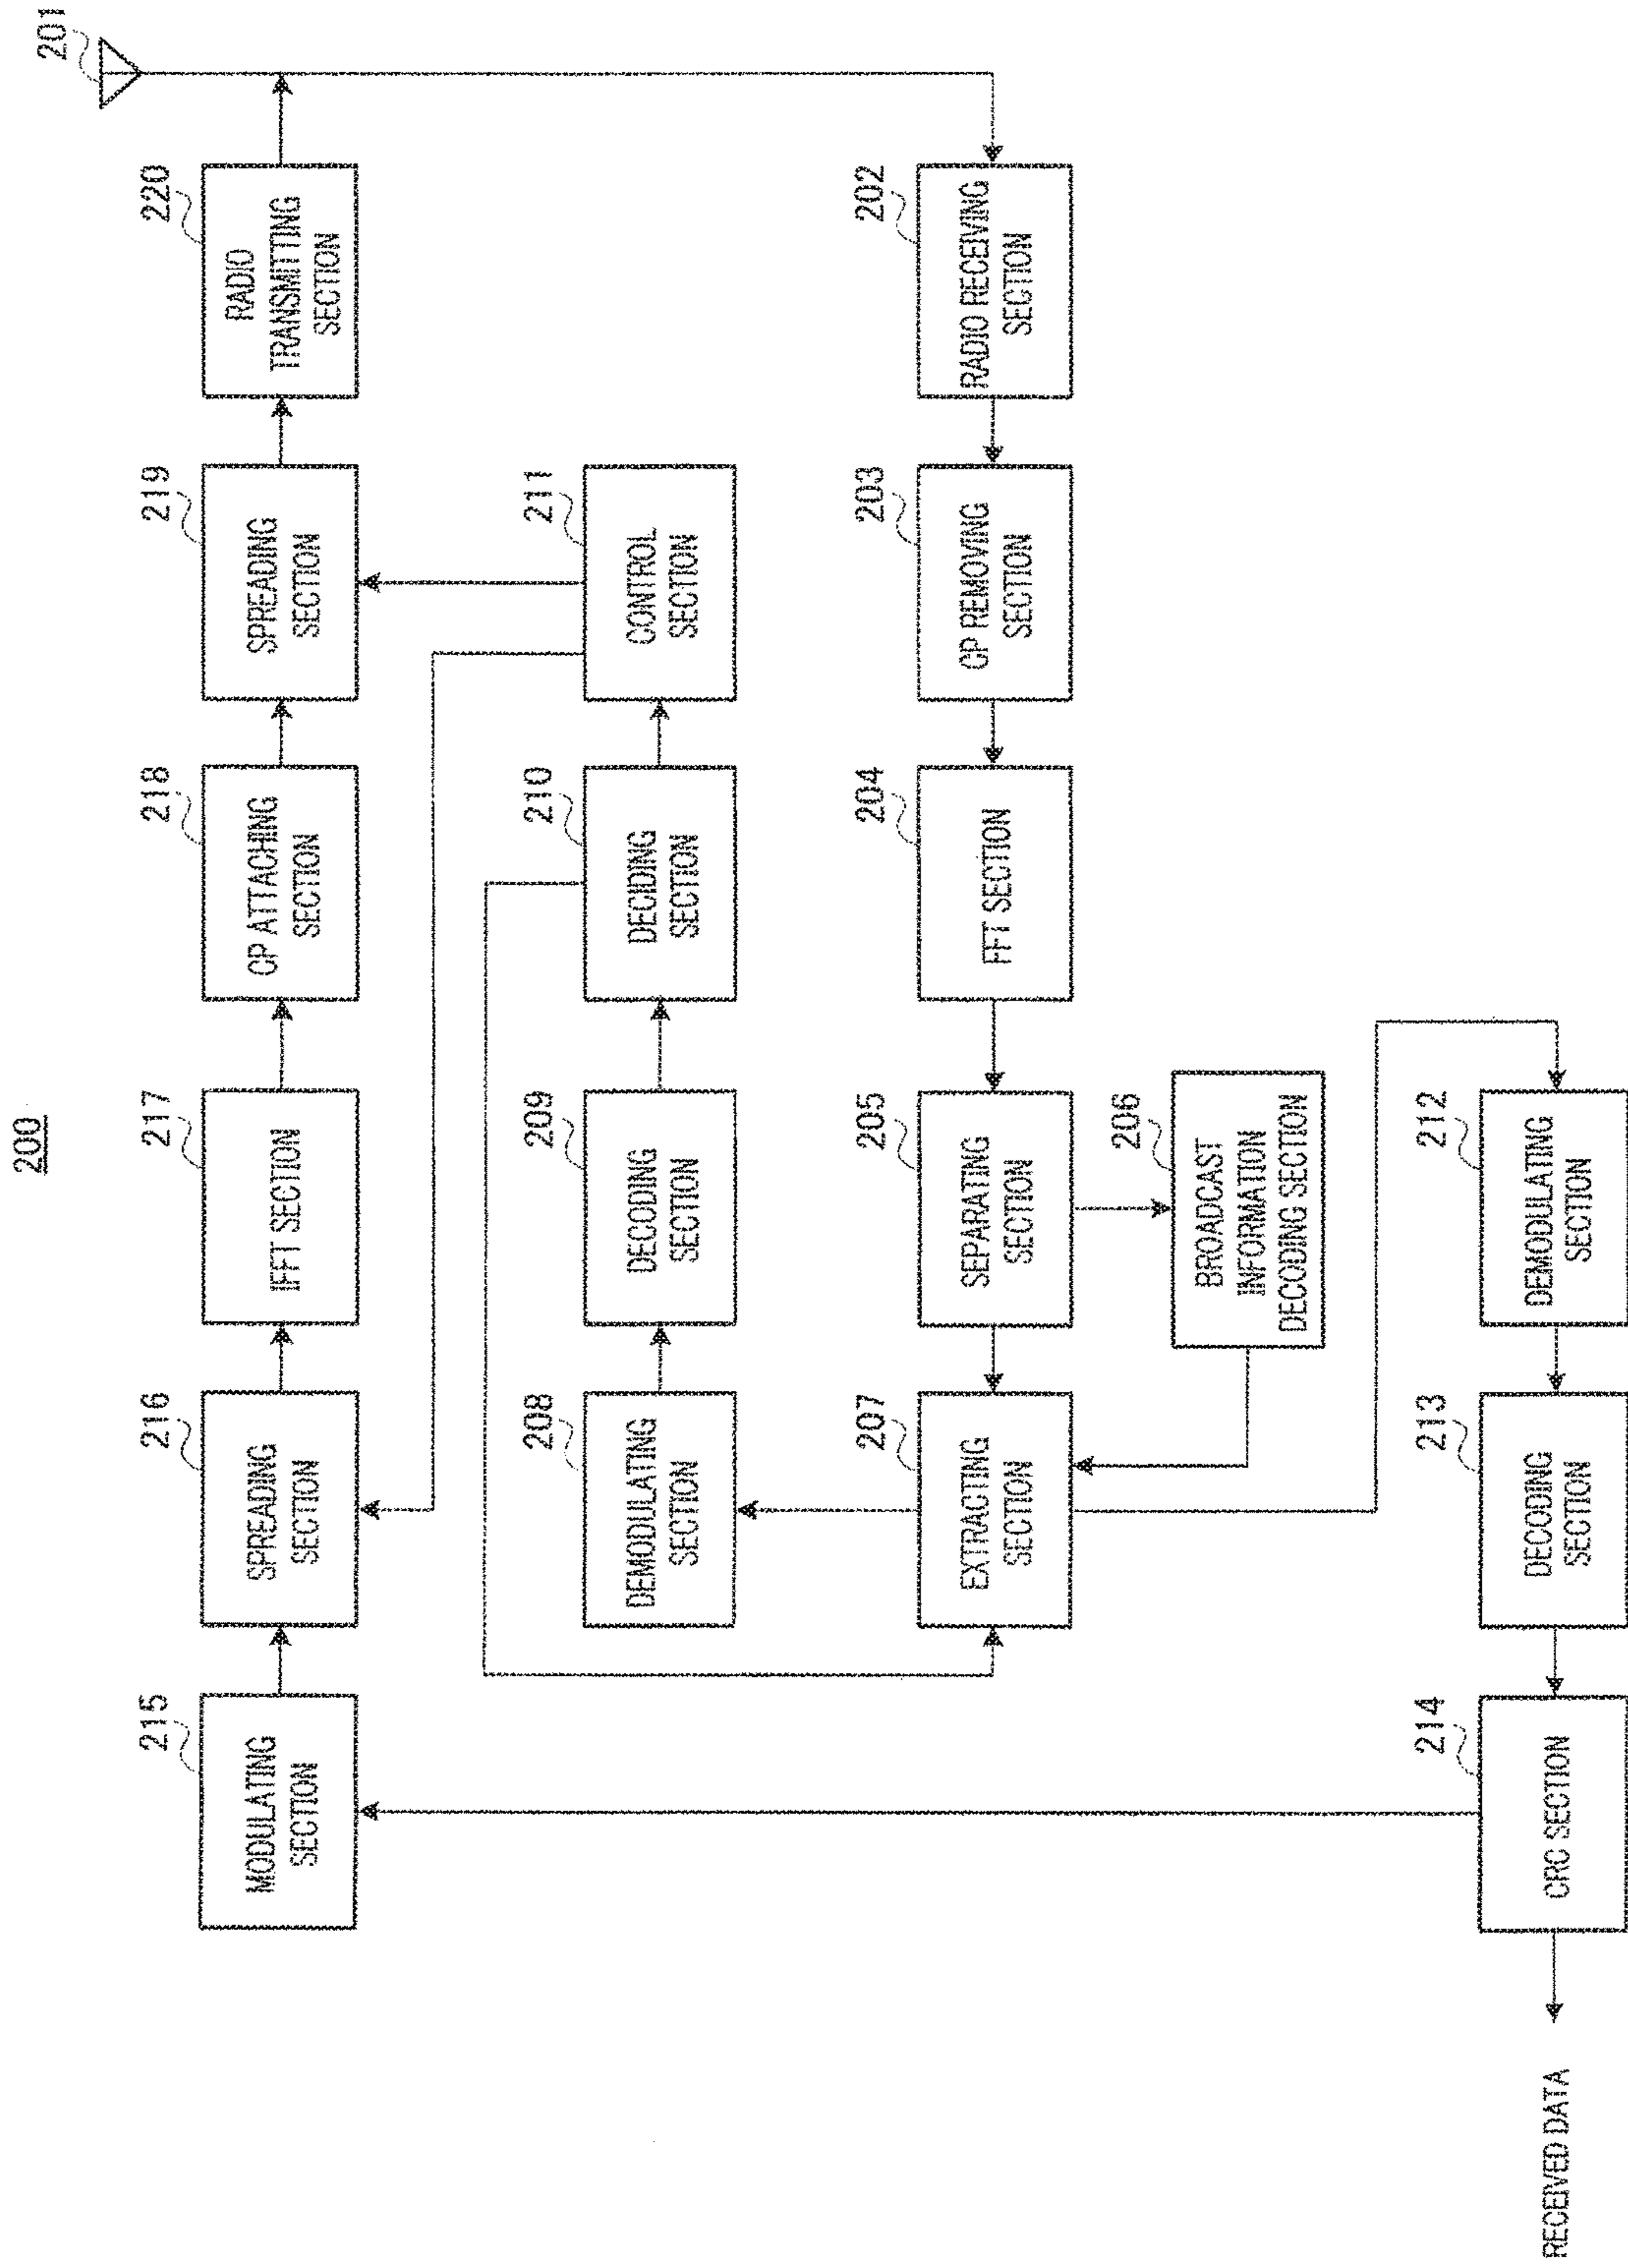 200
201
215
MODULATING
SECTION
216
SPREADING
SECTION
217
IFFT SECTION
218
CP ATTACHING
SECTION
219
SPREADING
SECTION
220
RADIO
TRANSMITTING
SECTION
208
DEMODULATING
SECTION
209
DECODING
SECTION
210
DECIDING
SECTION
211
CONTROL
SECTION
207
EXTRACTING
SECTION
205
SEPARATING
SECTION
204
FFT SECTION
203
CP REMOVING
SECTION
202
RADIO RECEIVING
SECTION
206
BROADCAST
INFORMATION
DECODING SECTION
214
CRC SECTION
213
DECODING
SECTION
212
DEMODULATING
SECTION
RECEIVED DATA